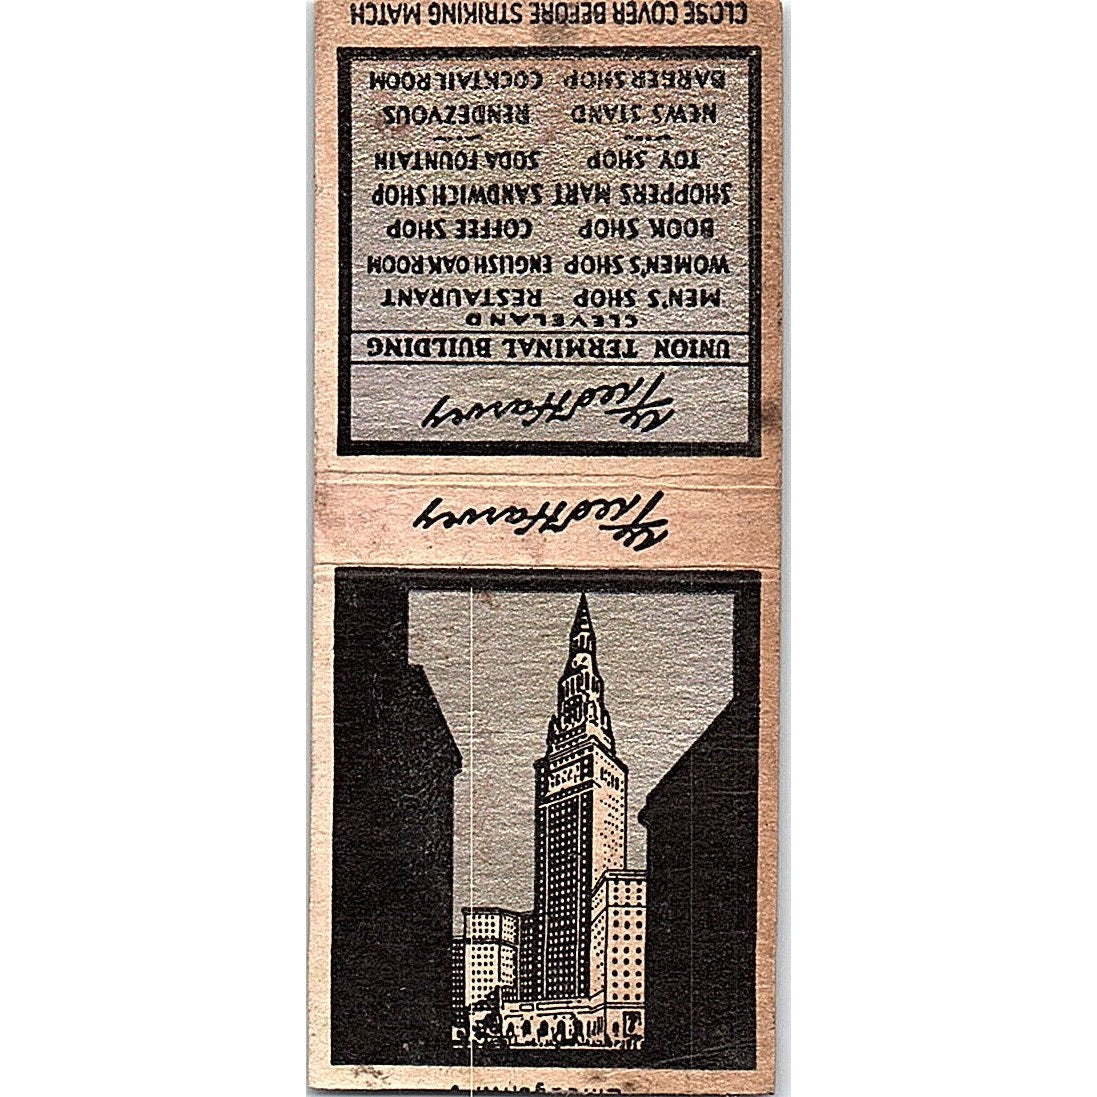 Fred Harvey
UNION TERMINAL BUILDING
CLEVELAND
MEN'S SHOP - RESTAURANT
WOMEN'S SHOP ENGLISH OAK ROOM
BOOK SHOP COFFEE SHOP
SHOPPERS MART SANDWICH SHOP
TOY SHOP SODA FOUNTAIN
NEWS STAND RENDEZVOUS
BARBER SHOP COCKTAIL ROOM
CLOSE COVER BEFORE STRIKING MATCH
Fred Harvey